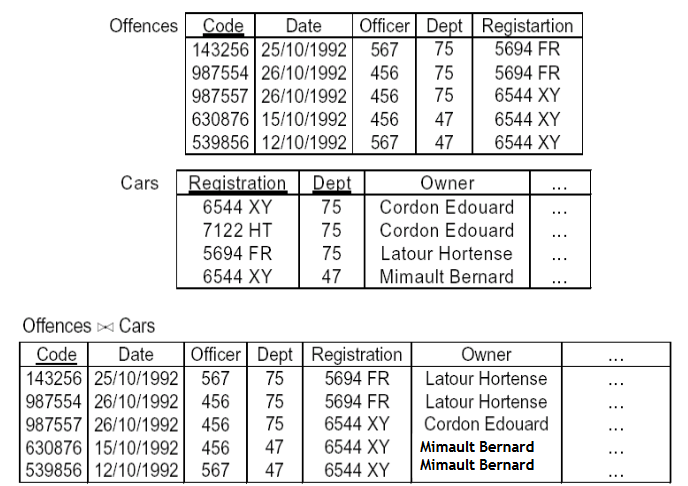 Offences Code Date Officer Dept Registartion
143256 25/10/1992 567 75 5694 FR
987554 26/10/1992 456 75 5694 FR
987557 26/10/1992 456 75 6544 XY
630876 15/10/1992 456 47 6544 XY
539856 12/10/1992 567 47 6544 XY
Cars Registration Dept Owner ...
6544 XY 75 Cordon Edouard ...
7122 HT 75 Cordon Edouard ...
5694 FR 75 Latour Hortense ...
6544 XY 47 Mimault Bernard ...
Offences ⋈ Cars
Code Date Officer Dept Registration Owner ...
143256 25/10/1992 567 75 5694 FR Latour Hortense ...
987554 26/10/1992 456 75 5694 FR Latour Hortense ...
987557 26/10/1992 456 75 6544 XY Cordon Edouard ...
630876 15/10/1992 456 47 6544 XY Mimault Bernard ...
539856 12/10/1992 567 47 6544 XY Mimault Bernard ...